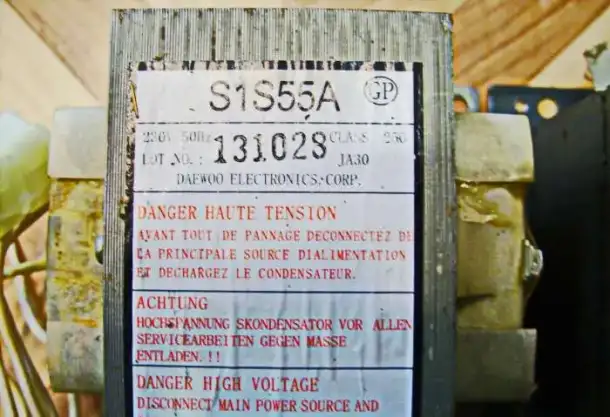 S1S55A GP
230V 50Hz CLASS 200
LOT NO. : 131028 JA30
DAEWOO ELECTRONICS, CORP.
DANGER HAUTE TENSION
AVANT TOUT DE PANNAGE DECONNECTEZ DE
LA PRINCIPALE SOURCE DIALIMENTATION
ET DECHARGEZ LE CONDENSATEUR.
ACHTUNG
HOCHSPANNUNG SKONDENSATOR VOR ALLEN
SERVICEARBEITEN GEGEN MASSE
ENTLADEN. !!
DANGER HIGH VOLTAGE
DISCONNECT MAIN POWER SOURCE AND